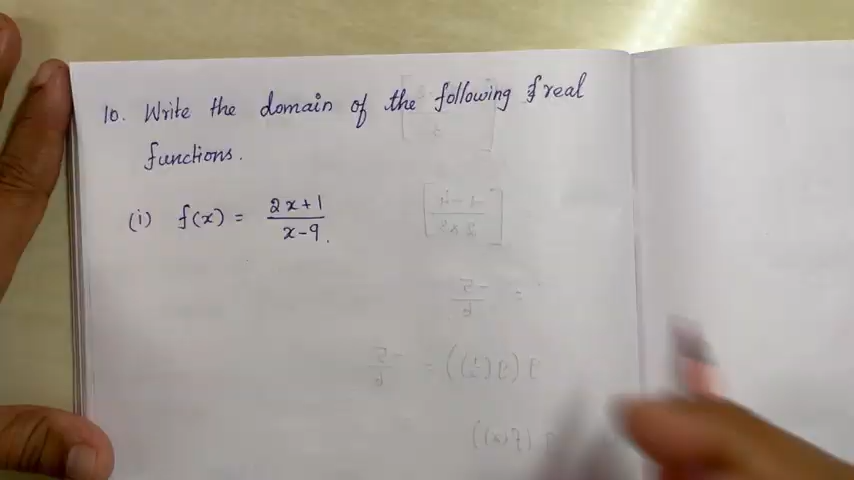 10. Write the domain of the following real
functions.
(i) f(x) = 2x+1 / x-9.